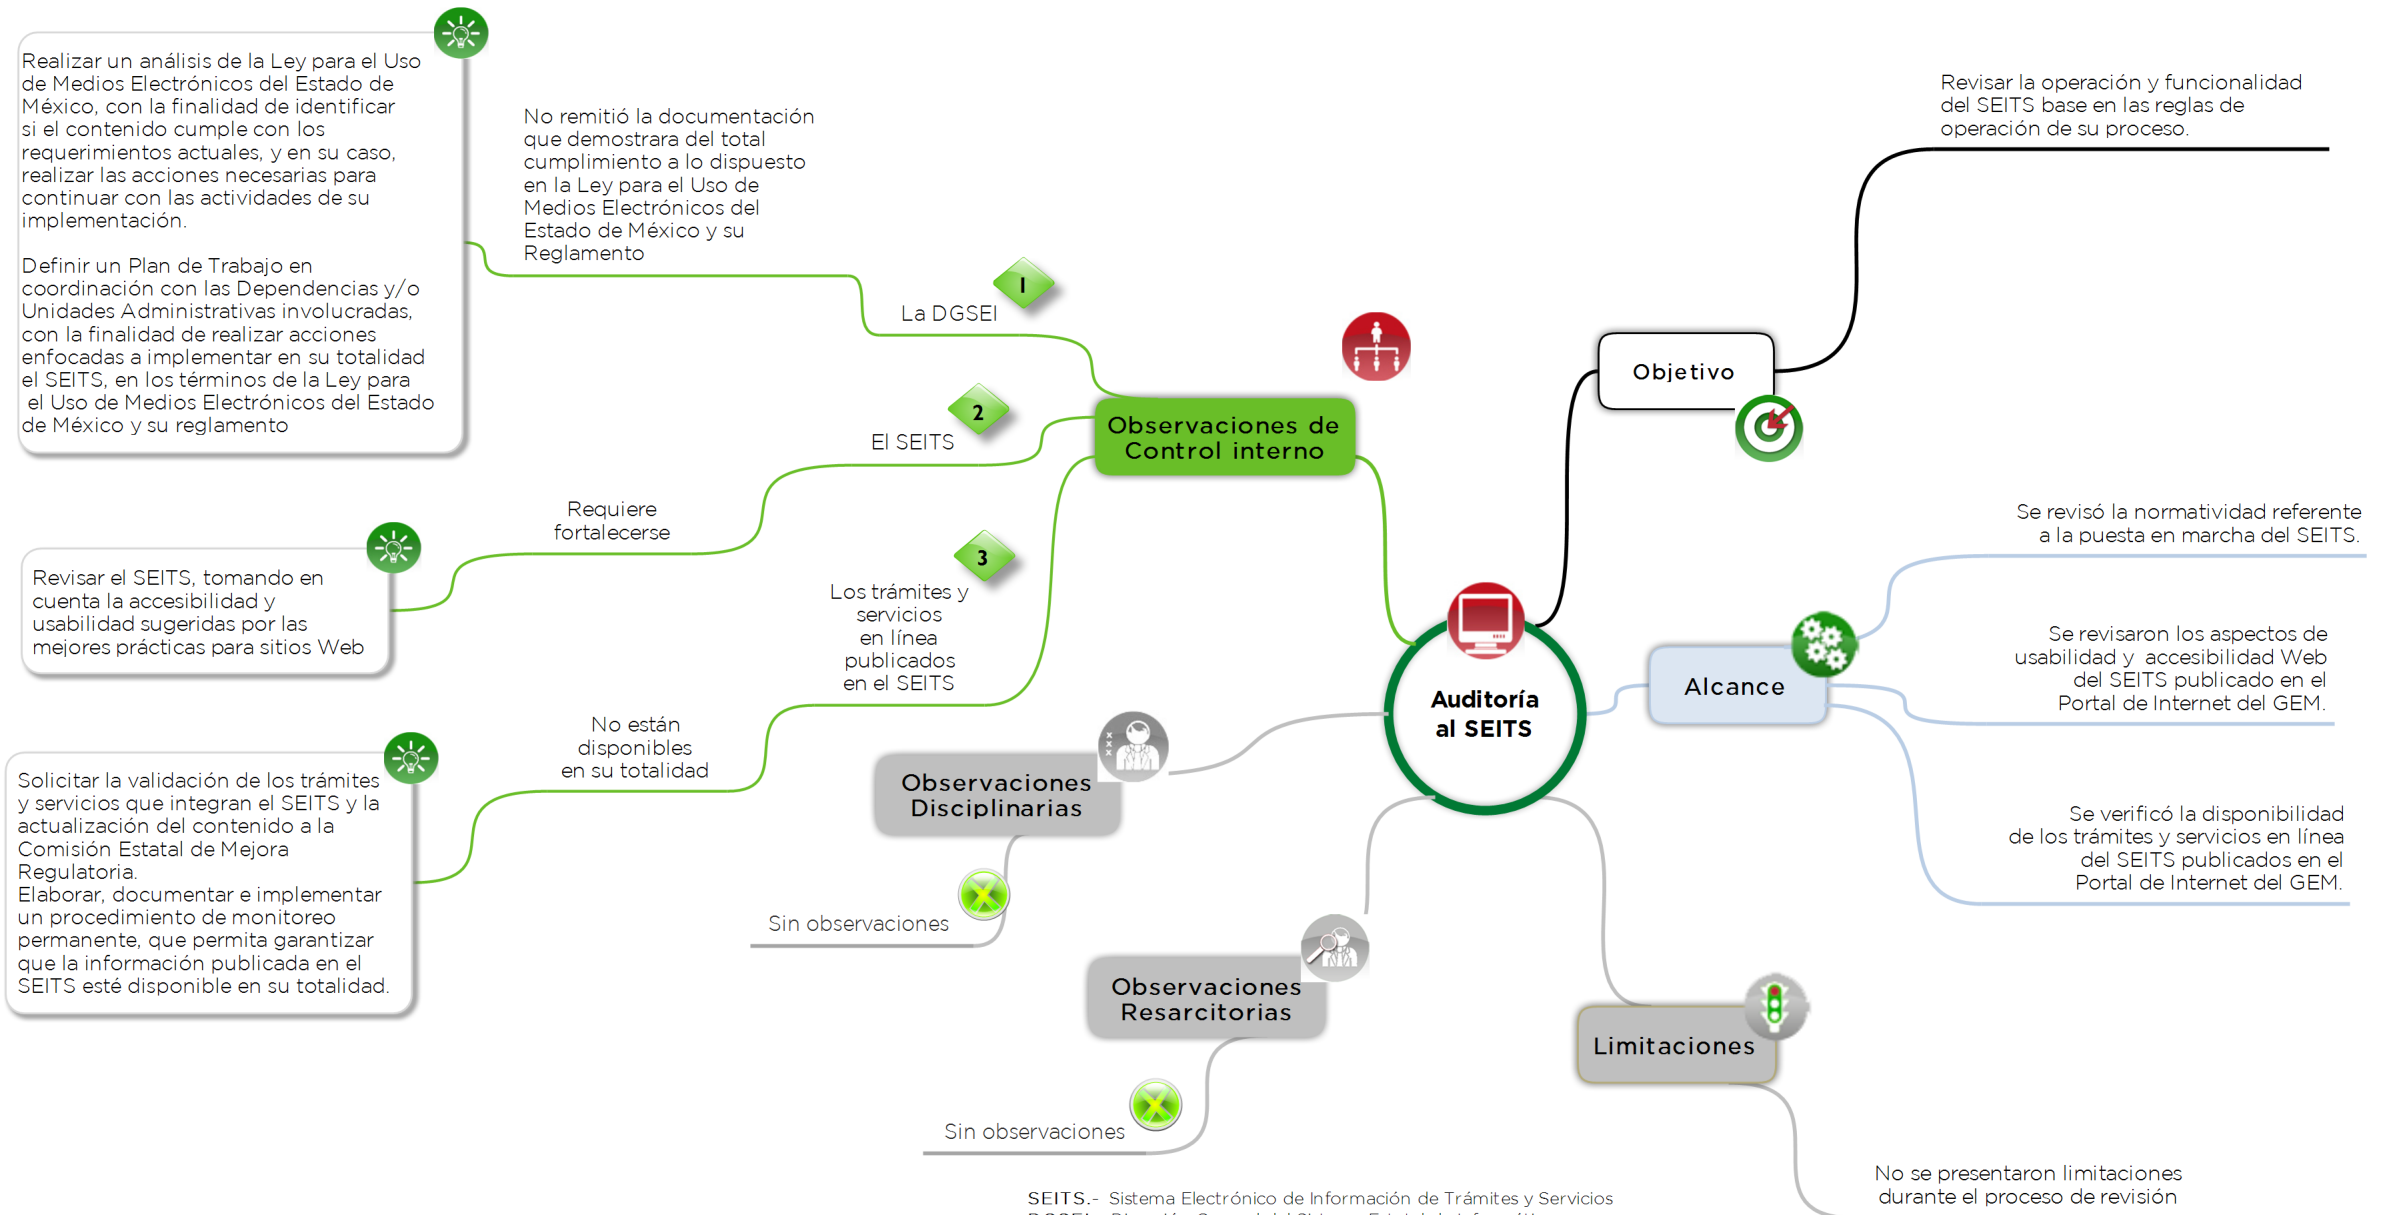 Realizar un análisis de la Ley para el Uso
de Medios Electrónicos del Estado de
México, con la finalidad de identificar
si el contenido cumple con los
requerimientos actuales, y en su caso,
realizar las acciones necesarias para
continuar con las actividades de su
implementación.
Definir un Plan de Trabajo en
coordinación con las Dependencias y/o
Unidades Administrativas involucradas,
con la finalidad de realizar acciones
enfocadas a implementar en su totalidad
el SEITS, en los términos de la Ley para
el Uso de Medios Electrónicos del Estado
de México y su reglamento
No remitió la documentación
que demostrara del total
cumplimiento a lo dispuesto
en la Ley para el Uso de
Medios Electrónicos del
Estado de México y su
Reglamento
1
La DGSEI
2
El SEITS
Requiere
fortalecerse
Revisar el SEITS, tomando en
cuenta la accesibilidad y
usabilidad sugeridas por las
mejores prácticas para sitios Web
3
Los trámites y
servicios
en línea
publicados
en el SEITS
No están
disponibles
en su totalidad
Solicitar la validación de los trámites
y servicios que integran el SEITS y la
actualización del contenido a la
Comisión Estatal de Mejora
Regulatoria.
Elaborar, documentar e implementar
un procedimiento de monitoreo
permanente, que permita garantizar
que la información publicada en el
SEITS esté disponible en su totalidad.
Observaciones de
Control interno
Auditoría
al SEITS
Observaciones
Disciplinarias
Sin observaciones
Observaciones
Resarcitorias
Sin observaciones
Objetivo
Revisar la operación y funcionalidad
del SEITS base en las reglas de
operación de su proceso.
Alcance
Se revisó la normatividad referente
a la puesta en marcha del SEITS.
Se revisaron los aspectos de
usabilidad y accesibilidad Web
del SEITS publicado en el
Portal de Internet del GEM.
Se verificó la disponibilidad
de los trámites y servicios en línea
del SEITS publicados en el
Portal de Internet del GEM.
Limitaciones
No se presentaron limitaciones
durante el proceso de revisión
SEITS.- Sistema Electrónico de Información de Trámites y Servicios